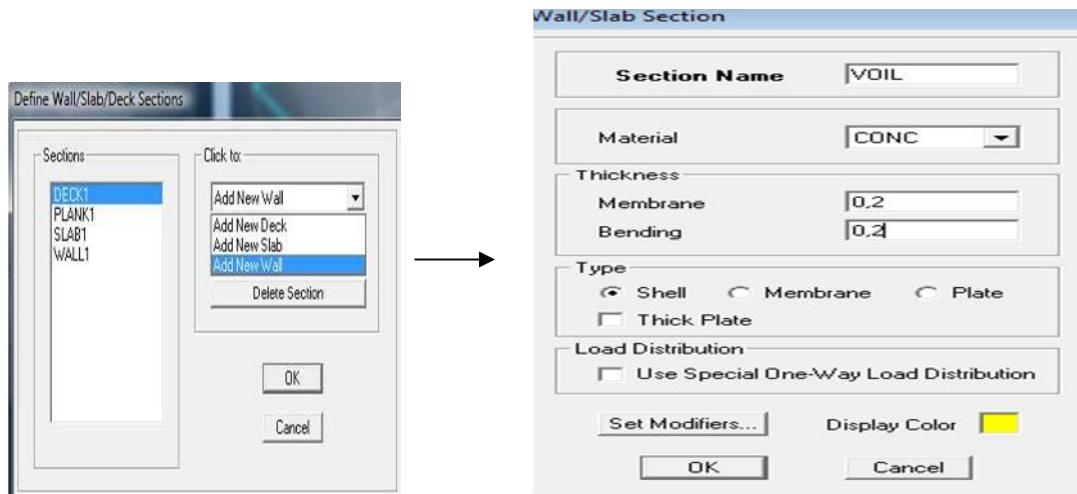 Define Wall/Slab/Deck Sections
Sections
DECK1
PLANK1
SLAB1
WALL1
Click to:
Add New Wall
Add New Deck
Add New Slab
Add New Wall
Delete Section
OK
Cancel
Wall/Slab Section
Section Name VOIL
Material CONC
Thickness
Membrane 0,2
Bending 0,2
Type
Shell Membrane Plate
Thick Plate
Load Distribution
Use Special One-Way Load Distribution
Set Modifiers... Display Color
OK Cancel